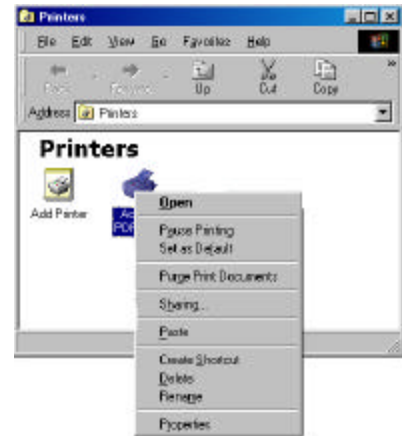 Printers
File Edit View Go Favorites Help
Back Forward Up Cut Copy »
Address Printers
Printers
Add Printer
Open
Pause Printing
Set as Default
Purge Print Documents
Sharing...
Paste
Create Shortcut
Delete
Rename
Properties